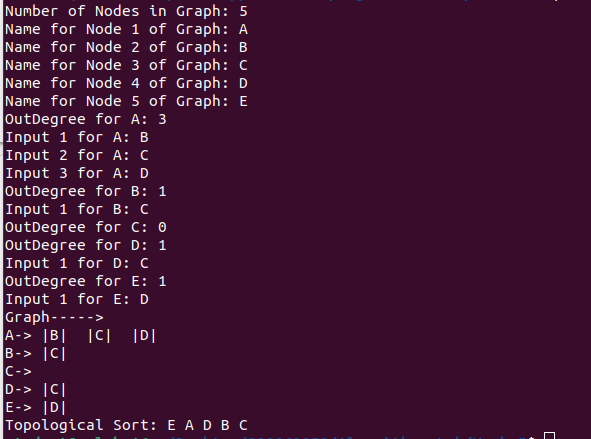 Number of Nodes in Graph: 5
Name for Node 1 of Graph: A
Name for Node 2 of Graph: B
Name for Node 3 of Graph: C
Name for Node 4 of Graph: D
Name for Node 5 of Graph: E
OutDegree for A: 3
Input 1 for A: B
Input 2 for A: C
Input 3 for A: D
OutDegree for B: 1
Input 1 for B: C
OutDegree for C: 0
OutDegree for D: 1
Input 1 for D: C
OutDegree for E: 1
Input 1 for E: D
Graph----->
A-> |B|  |C|  |D|
B-> |C|
C->
D-> |C|
E-> |D|
Topological Sort: E A D B C